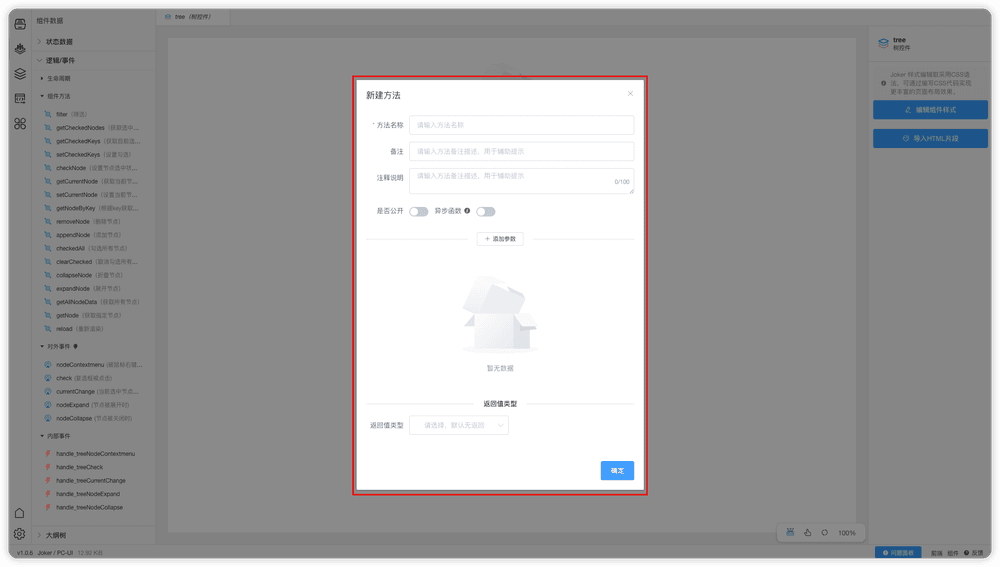 组件数据
tree（树控件）
状态数据
逻辑/事件
生命周期
组件方法
filter（筛选）
getCheckedNodes（获取选中...
getCheckedKeys（获取目前选...
setCheckedKeys（设置勾选）
checkNode（设置节点选中状...
getCurrentNode（获取当前节...
setCurrentNode（设置当前节...
getNodeByKey（根据key获取...
removeNode（删除节点）
appendNode（添加节点）
checkedAll（勾选所有节点）
clearChecked（取消勾选所有...
collapseNode（折叠节点）
expandNode（展开节点）
getAllNodeData（获取所有节点）
getNode（获取指定节点）
reload（重新渲染）
对外事件
nodeContextmenu（鼠标右键...
check（复选框被点击）
currentChange（当前选中节点...
nodeExpand（节点被展开时）
nodeCollapse（节点被关闭时）
内部事件
handle_treeNodeContextmenu
handle_treeCheck
handle_treeCurrentChange
handle_treeNodeExpand
handle_treeNodeCollapse
大纲树
新建方法
* 方法名称
请输入方法名称
备注
请输入方法备注描述，用于辅助提示
注释说明
请输入方法备注描述，用于辅助提示
0/100
是否公开
异步函数
+ 添加参数
暂无数据
返回值类型
返回值类型
请选择，默认无返回
确定
tree
树控件
Joker 样式编辑取采用CSS语
法，可通过编写CSS代码实现
更丰富的页面布局效果。
编辑组件样式
导入HTML片段
100%
v1.0.6 Joker / PC-UI 12.92 KiB
问题面板
前端
组件
反馈